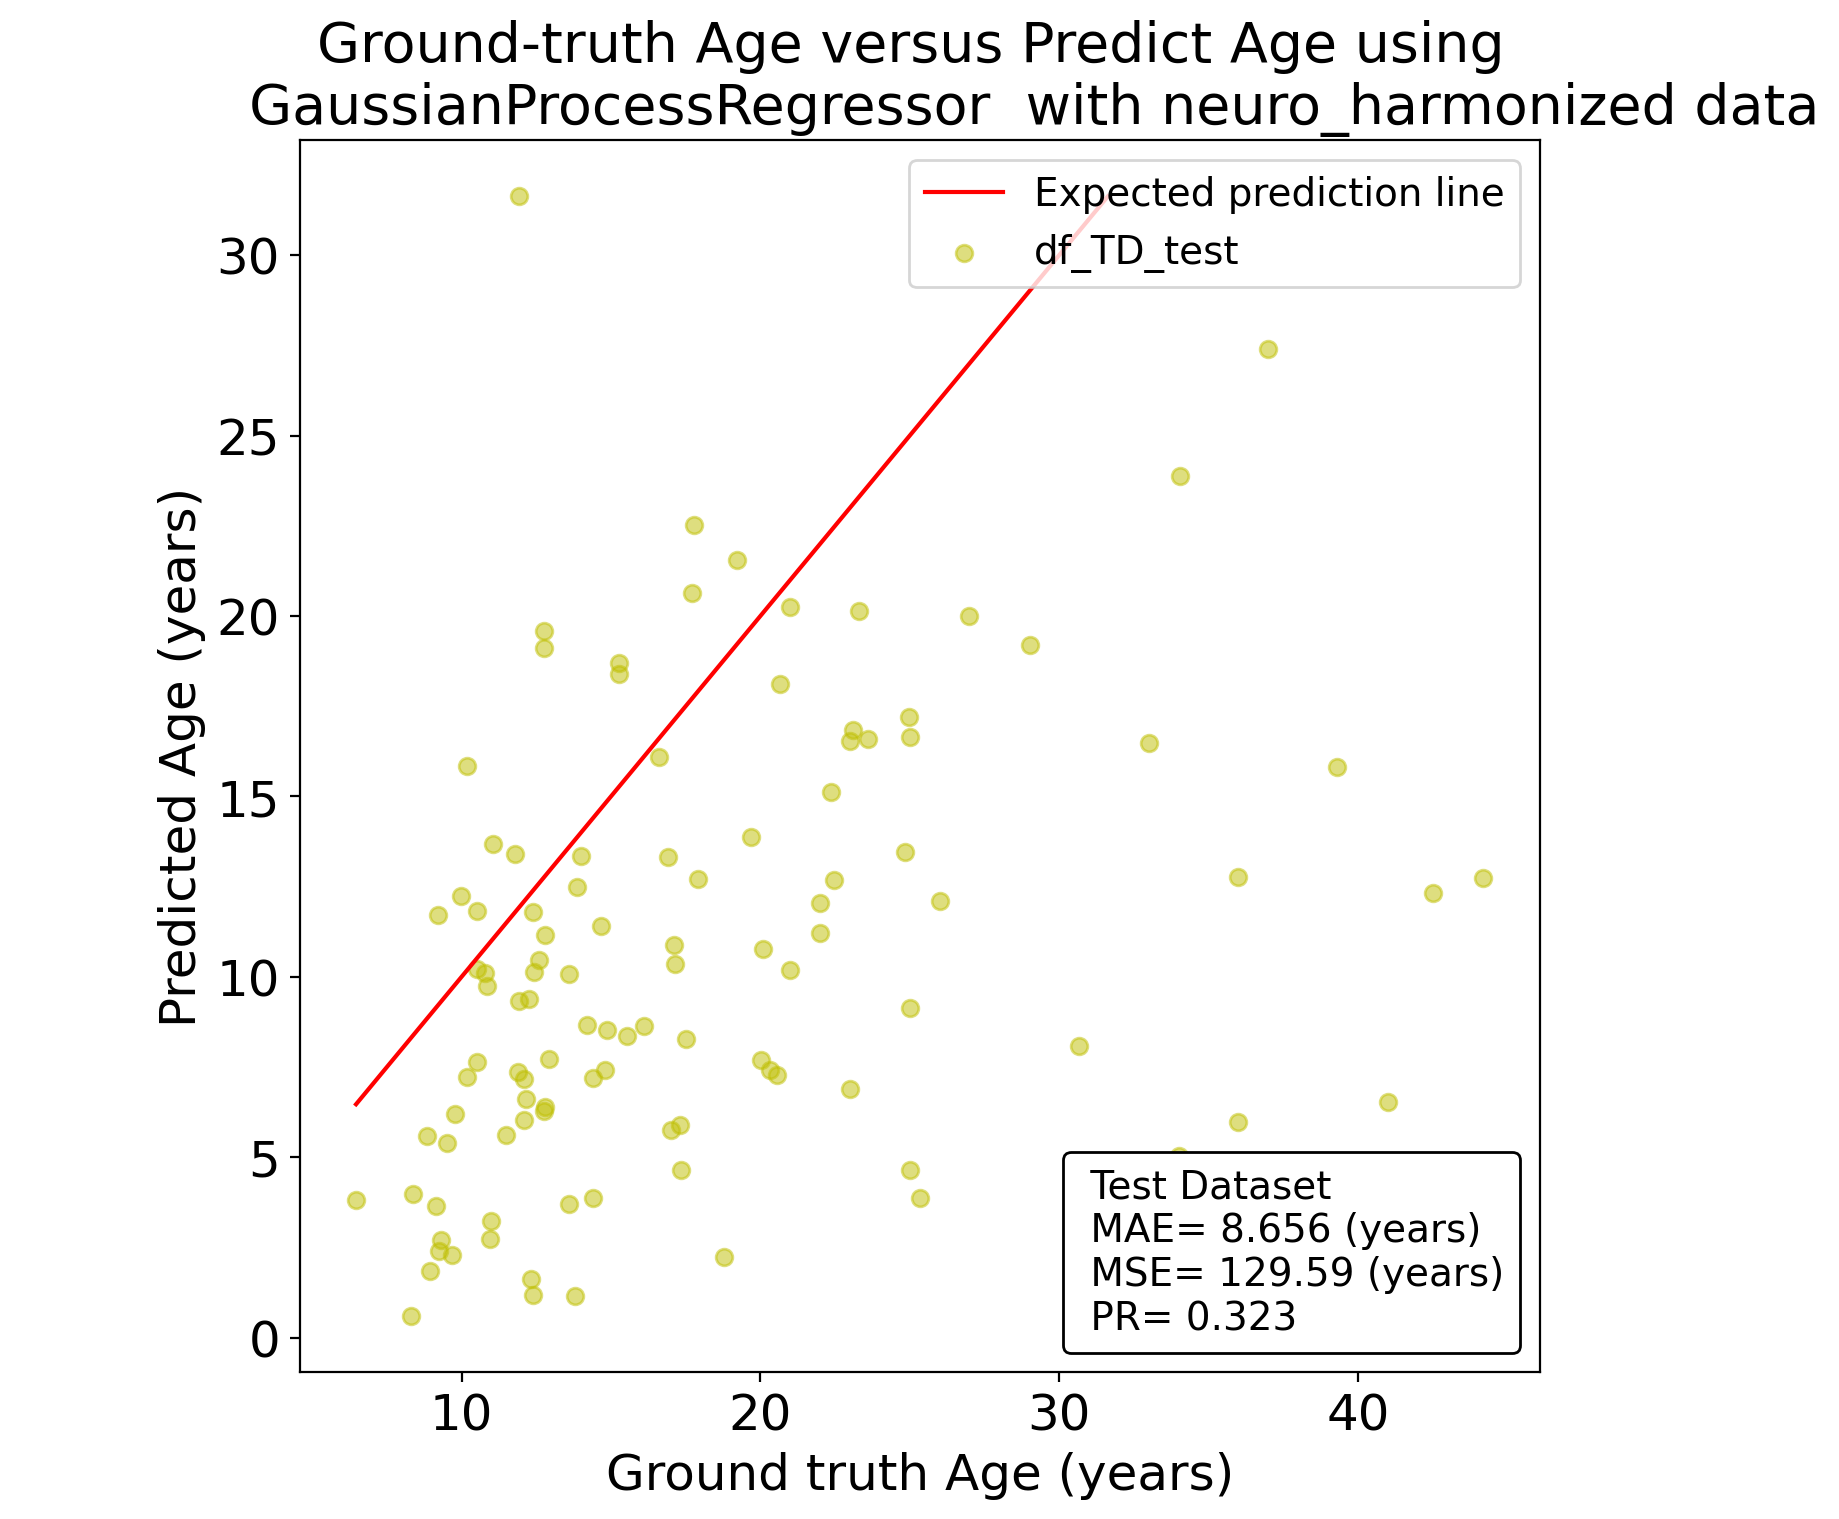 Ground-truth Age versus Predict Age using
GaussianProcessRegressor  with neuro_harmonized data
Expected prediction line
df_TD_test
30
25
20
15
10
5
0
Predicted Age (years)
Test Dataset
MAE= 8.656 (years)
MSE= 129.59 (years)
PR= 0.323
10 20 30 40
Ground truth Age (years)